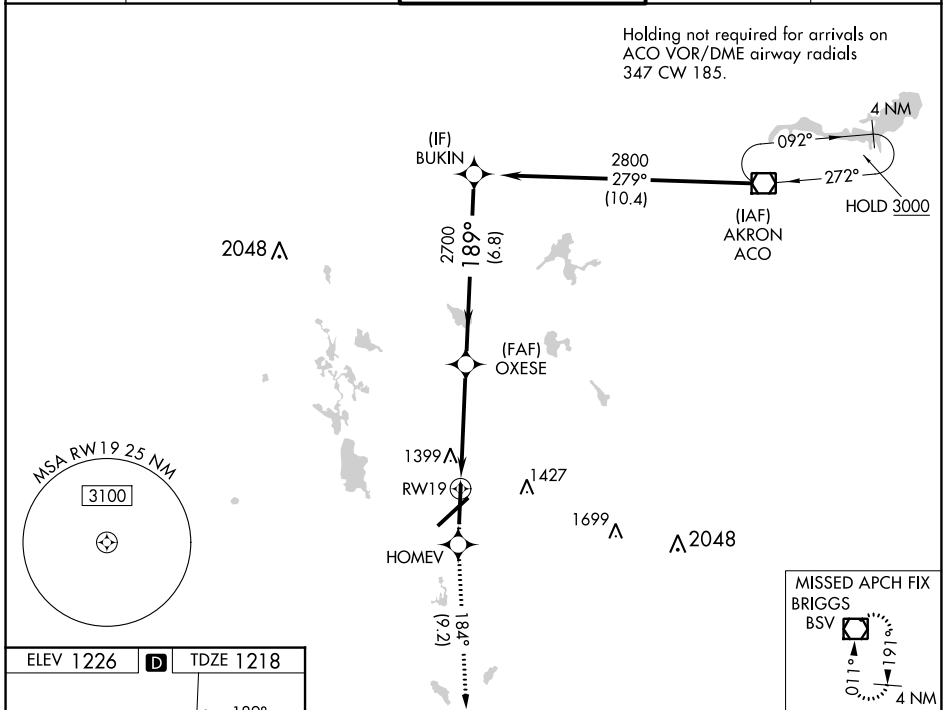 Holding not required for arrivals on
ACO VOR/DME airway radials
347 CW 185.
4 NM
092°
272°
HOLD 3000
(IF)
BUKIN
2800
279°
(10.4)
(IAF)
AKRON
ACO
2700
189°
(6.8)
2048
(FAF)
OXESE
1399
RW19
1427
1699
2048
HOMEV
184°
(9.2)
MSA RW19 25 NM
3100
MISSED APCH FIX
BRIGGS
BSV
191°
011°
4 NM
ELEV 1226 D TDZE 1218